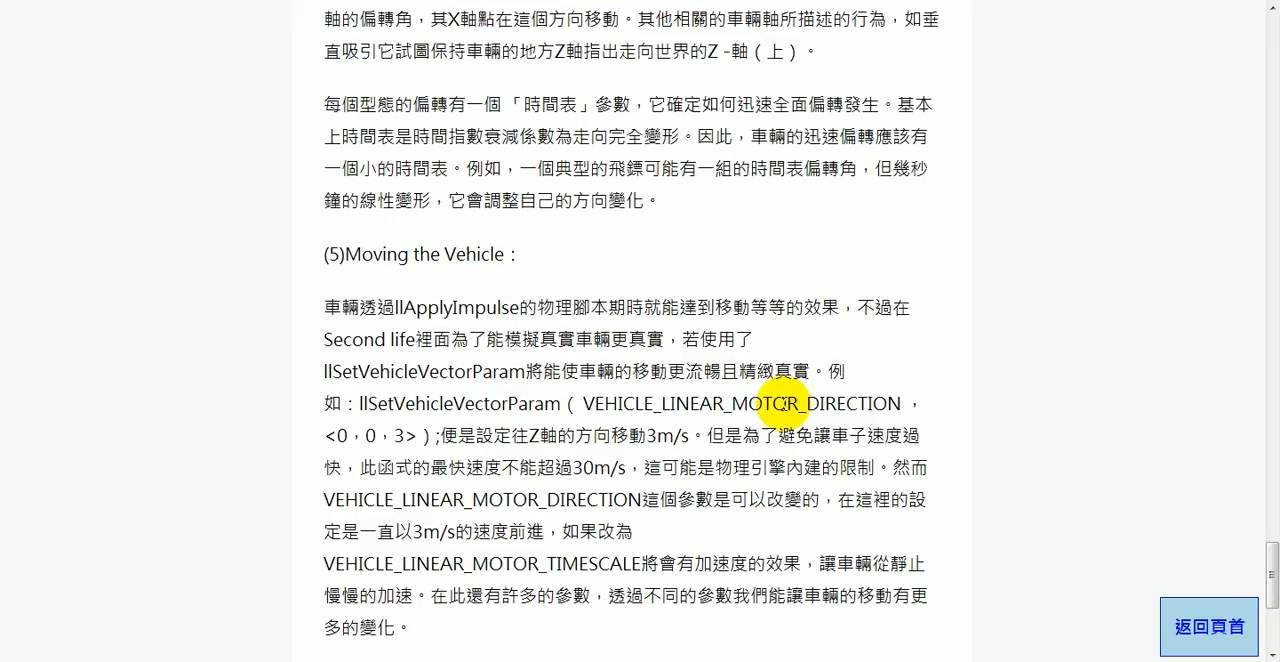 軸的偏轉角，其X軸點在這個方向移動。其他相關的車輛軸所描述的行為，如垂
直吸引它試圖保持車輛的地方Z軸指出走向世界的Z -軸（上）。
每個型態的偏轉有一個 「時間表」參數，它確定如何迅速全面偏轉發生。基本
上時間表是時間指數衰減係數為走向完全變形。因此，車輛的迅速偏轉應該有
一個小的時間表。例如，一個典型的飛鏢可能有一組的時間表偏轉角，但幾秒
鐘的線性變形，它會調整自己的方向變化。
(5)Moving the Vehicle：
車輛透過llApplyImpulse的物理腳本期時就能達到移動等等的效果，不過在
Second life裡面為了能模擬真實車輛更真實，若使用了
llSetVehicleVectorParam將能使車輛的移動更流暢且精緻真實。例
如：llSetVehicleVectorParam（ VEHICLE_LINEAR_MOTOR_DIRECTION ，
<0，0，3>）;便是設定往Z軸的方向移動3m/s。但是為了避免讓車子速度過
快，此函式的最快速度不能超過30m/s，這可能是物理引擎內建的限制。然而
VEHICLE_LINEAR_MOTOR_DIRECTION這個參數是可以改變的，在這裡的設
定是一直以3m/s的速度前進，如果改為
VEHICLE_LINEAR_MOTOR_TIMESCALE將會有加速度的效果，讓車輛從靜止
慢慢的加速。在此還有許多的參數，透過不同的參數我們能讓車輛的移動有更
多的變化。
返回頁首